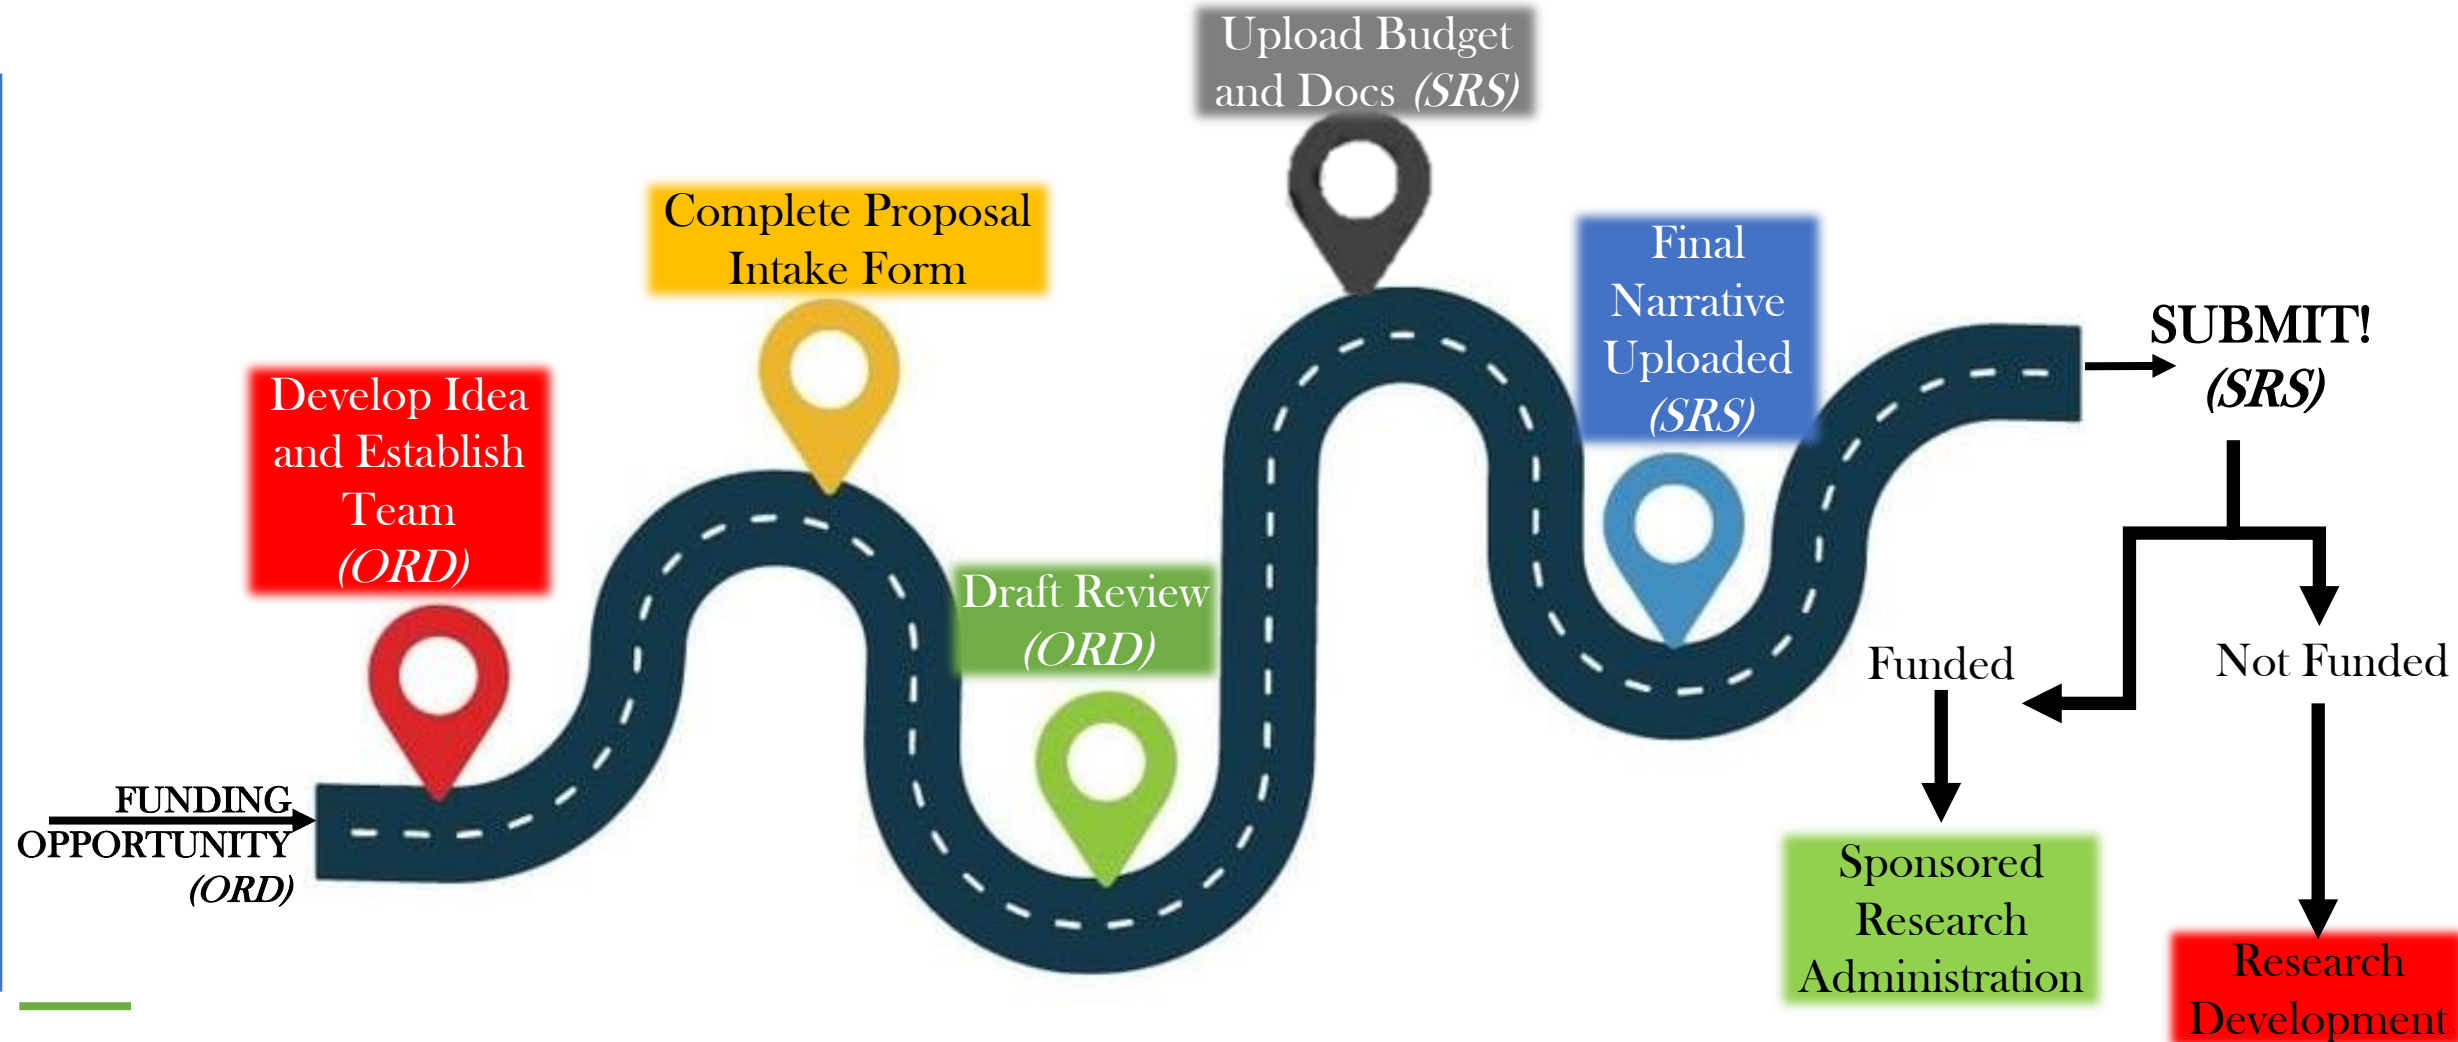 FUNDING
OPPORTUNITY
(ORD)
Develop Idea
and Establish
Team
(ORD)
Complete Proposal
Intake Form
Draft Review
(ORD)
Upload Budget
and Docs (SRS)
Final
Narrative
Uploaded
(SRS)
SUBMIT!
(SRS)
Funded
Not Funded
Sponsored
Research
Administration
Research
Development